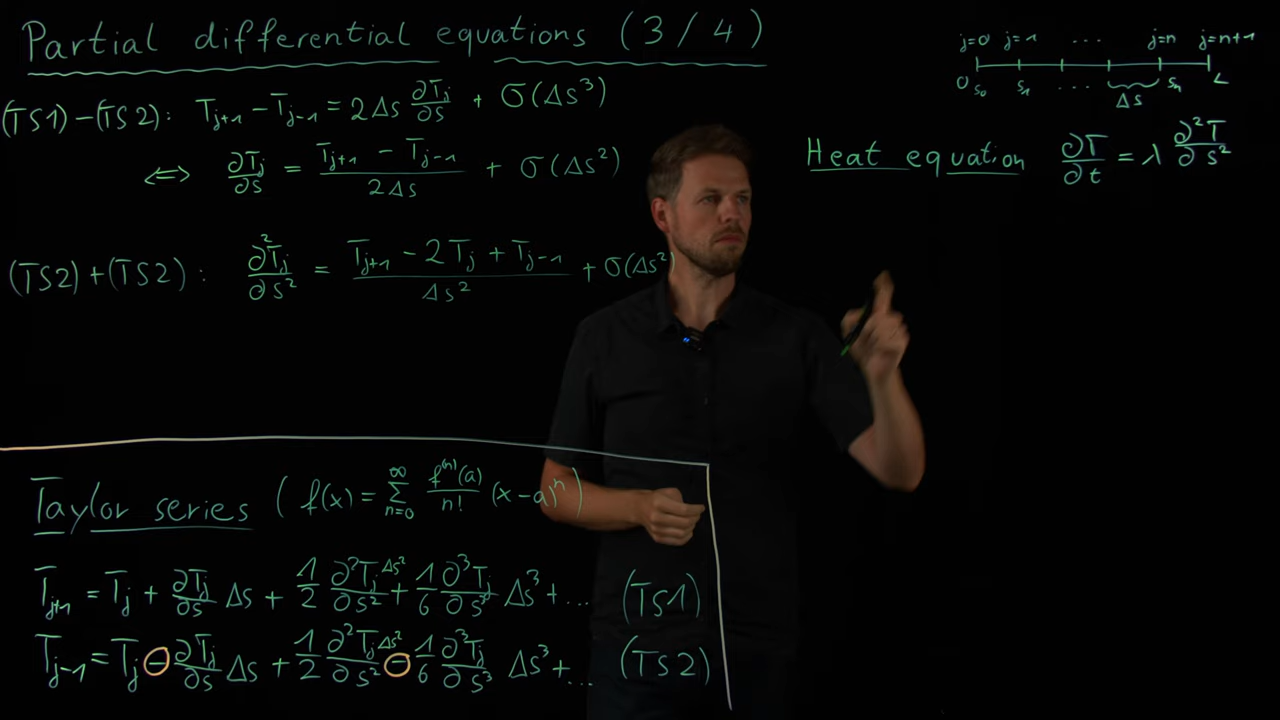 Partial differential equations (3/4)
(TS1)-(TS2): T_{j+1} - T_{j-1} = 2Δs ∂T_j/∂s + σ(Δs³)
⇔ ∂T_j/∂s = (T_{j+1} - T_{j-1})/(2Δs) + σ(Δs²)
(TS2)+(TS2): ∂²T_j/∂s² = (T_{j+1} - 2T_j + T_{j-1})/Δs² + σ(Δs²)
j=0 j=1 ... j=n j=n+1
0 s₀ s₁ ... Δs sₙ L
Heat equation ∂T/∂t = λ ∂²T/∂s²
Taylor series (f(x) = ∑_{n=0}^{∞} f^{(n)}(a)/n! (x-a)^n)
T_{j+1} = T_j + ∂T_j/∂s Δs + 1/2 ∂²T_j/∂s² Δs² + 1/6 ∂³T_j/∂s³ Δs³ + ... (TS1)
T_{j-1} = T_j - ∂T_j/∂s Δs + 1/2 ∂²T_j/∂s² Δs² - 1/6 ∂³T_j/∂s³ Δs³ + ... (TS2)